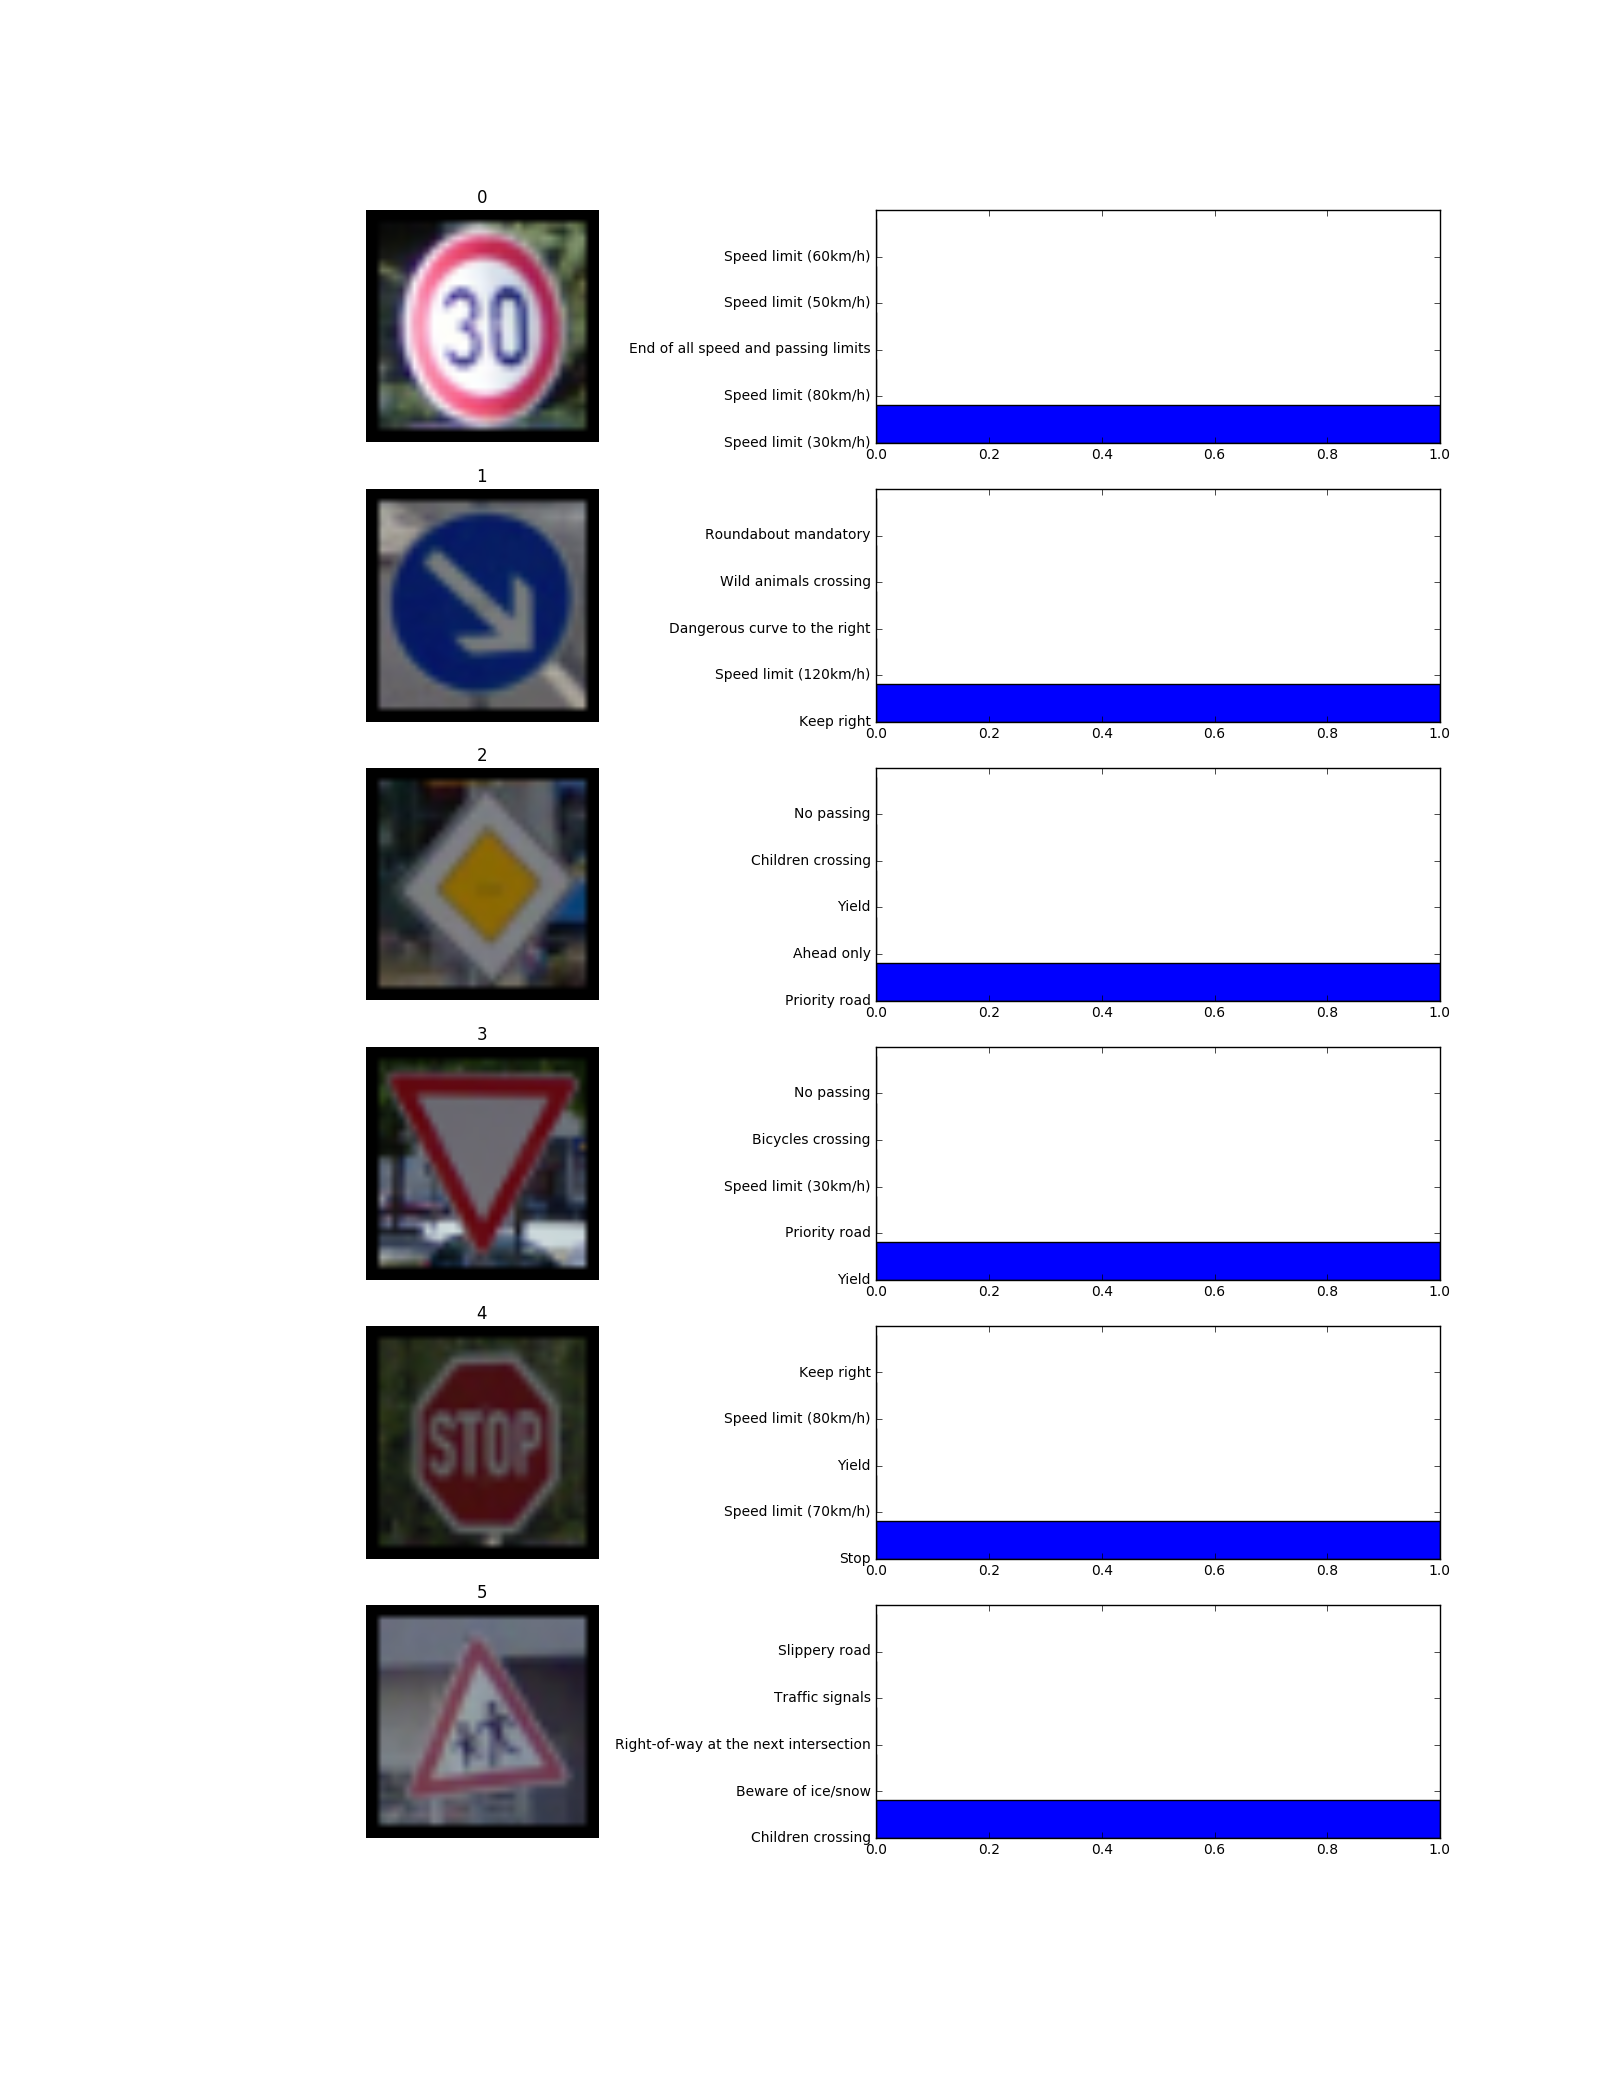 0
30
Speed limit (60km/h)
Speed limit (50km/h)
End of all speed and passing limits
Speed limit (80km/h)
Speed limit (30km/h)
0.0 0.2 0.4 0.6 0.8 1.0
1
Roundabout mandatory
Wild animals crossing
Dangerous curve to the right
Speed limit (120km/h)
Keep right
0.0 0.2 0.4 0.6 0.8 1.0
2
No passing
Children crossing
Yield
Ahead only
Priority road
0.0 0.2 0.4 0.6 0.8 1.0
3
No passing
Bicycles crossing
Speed limit (30km/h)
Priority road
Yield
0.0 0.2 0.4 0.6 0.8 1.0
4
STOP
Keep right
Speed limit (80km/h)
Yield
Speed limit (70km/h)
Stop
0.0 0.2 0.4 0.6 0.8 1.0
5
Slippery road
Traffic signals
Right-of-way at the next intersection
Beware of ice/snow
Children crossing
0.0 0.2 0.4 0.6 0.8 1.0